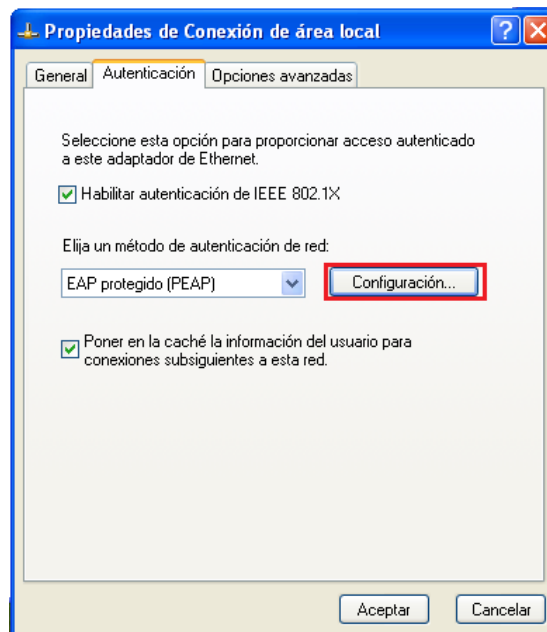 Propiedades de Conexión de área local
General Autenticación Opciones avanzadas
Seleccione esta opción para proporcionar acceso autenticado
a este adaptador de Ethernet.
Habilitar autenticación de IEEE 802.1X
Elija un método de autenticación de red:
EAP protegido (PEAP) Configuración...
Poner en la caché la información del usuario para
conexiones subsiguientes a esta red.
Aceptar Cancelar